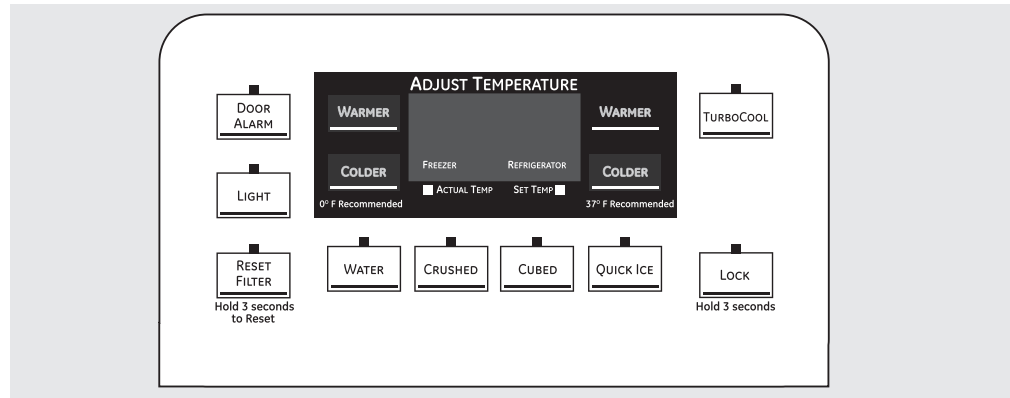 ADJUST TEMPERATURE
DOOR
ALARM
WARMER
WARMER
TURBOCOOL
COLDER
FREEZER
REFRIGERATOR
COLDER
LIGHT
ACTUAL TEMP
SET TEMP
0° F Recommended
37° F Recommended
RESET
FILTER
WATER
CRUSHED
CUBED
QUICK ICE
LOCK
Hold 3 seconds
to Reset
Hold 3 seconds